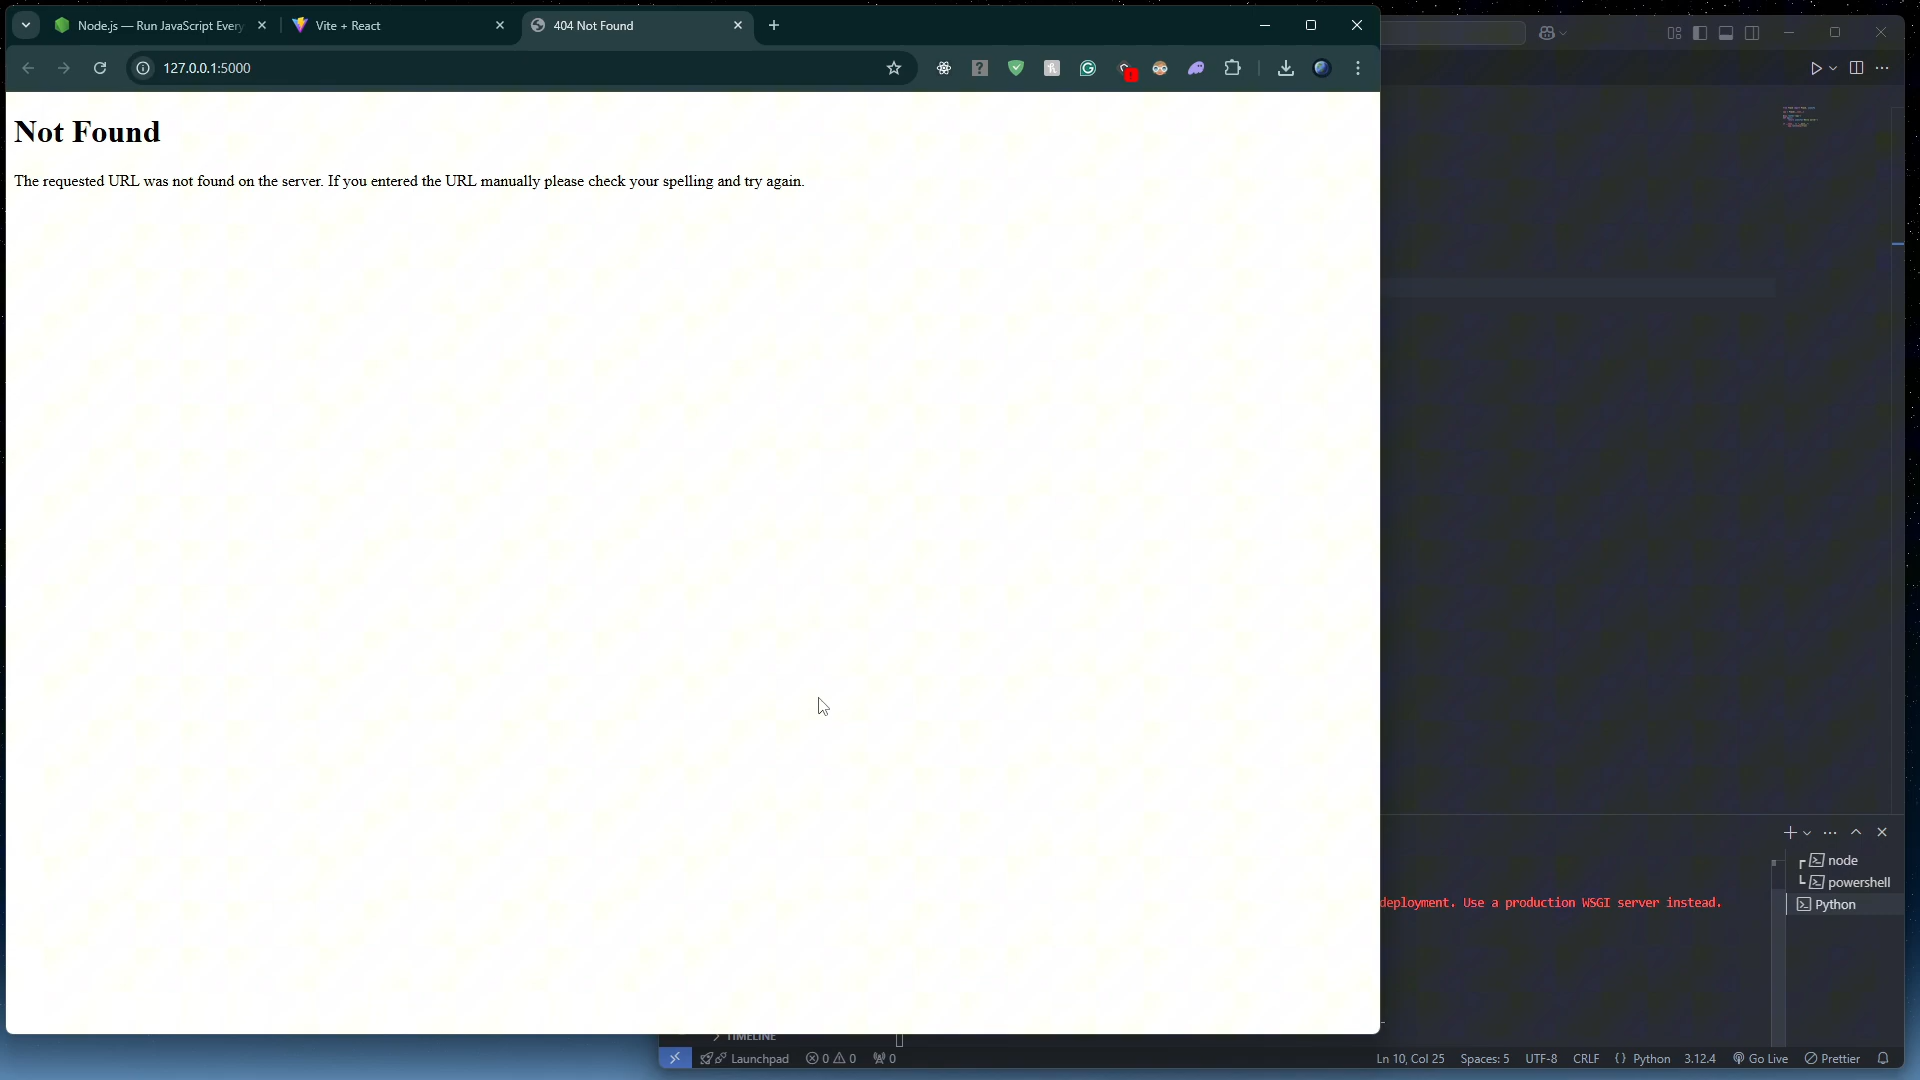 Node.js — Run JavaScript Every
Vite + React
404 Not Found
127.0.0.1:5000
Not Found
The requested URL was not found on the server. If you entered the URL manually please check your spelling and try again.
node
powershell
Python
deployment. Use a production WSGI server instead.
TIMELINE
Launchpad
0 0
0
Ln 10, Col 25
Spaces: 5
UTF-8
CRLF
{ } Python
3.12.4
Go Live
Prettier